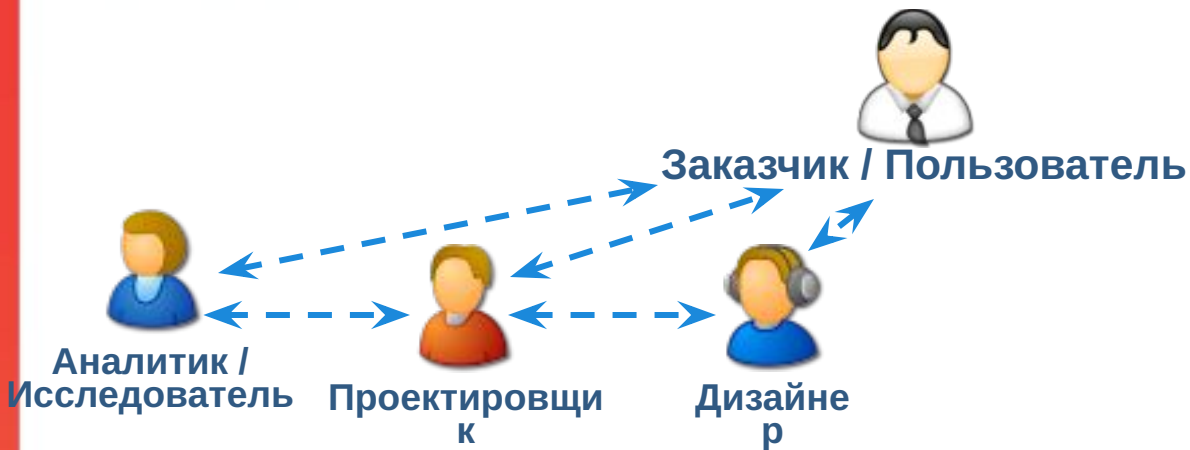 Заказчик / Пользователь
Аналитик /
Исследователь
Проектировщи
к
Дизайне
р